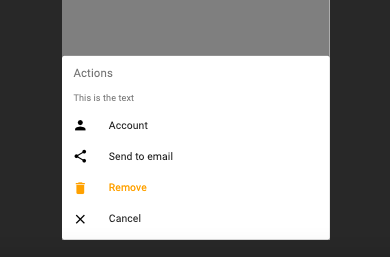 Actions
This is the text
Account
Send to email
Remove
Cancel